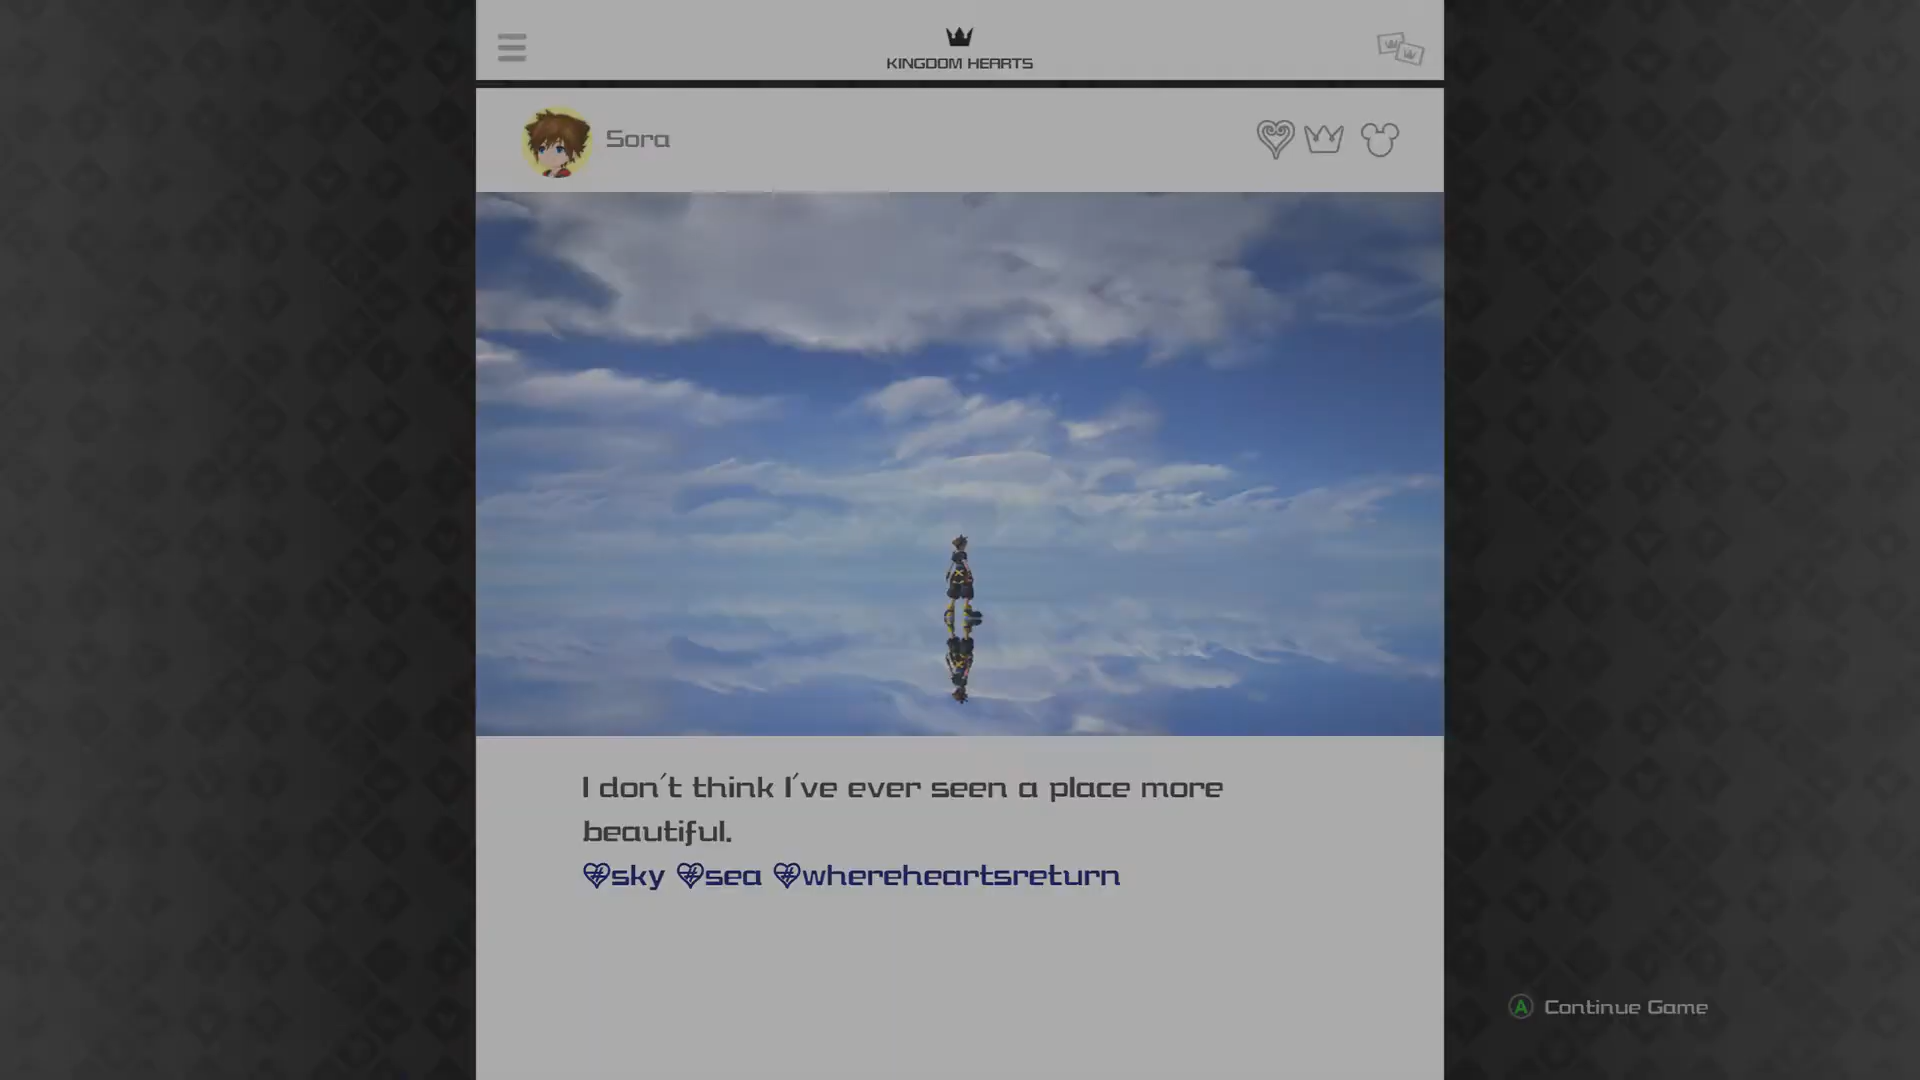 KINGDOM HEARTS
Sora
I don't think I've ever seen a place more
beautiful.
#sky #sea #whereheartsreturn
A Continue Game